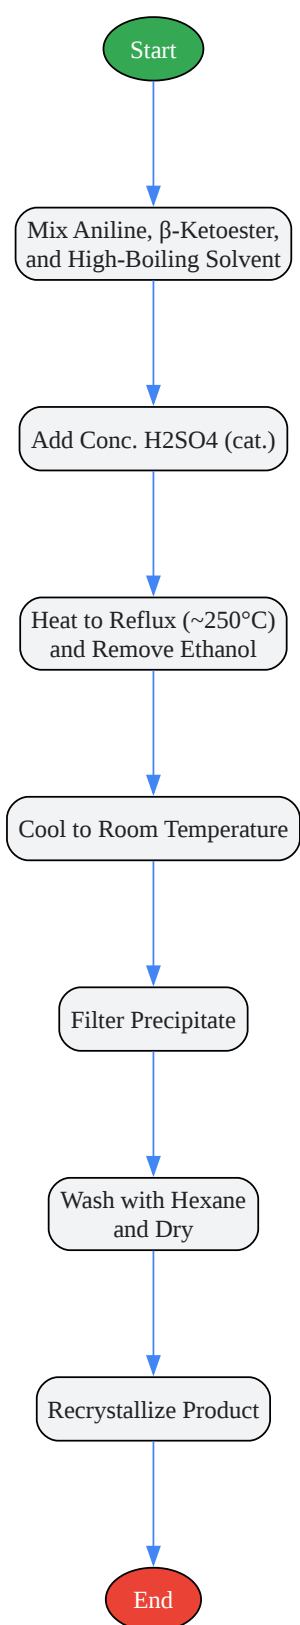 Start
Mix Aniline, β-Ketoester,
and High-Boiling Solvent
Add Conc. H2SO4 (cat.)
Heat to Reflux (~250°C)
and Remove Ethanol
Cool to Room Temperature
Filter Precipitate
Wash with Hexane
and Dry
Recrystallize Product
End